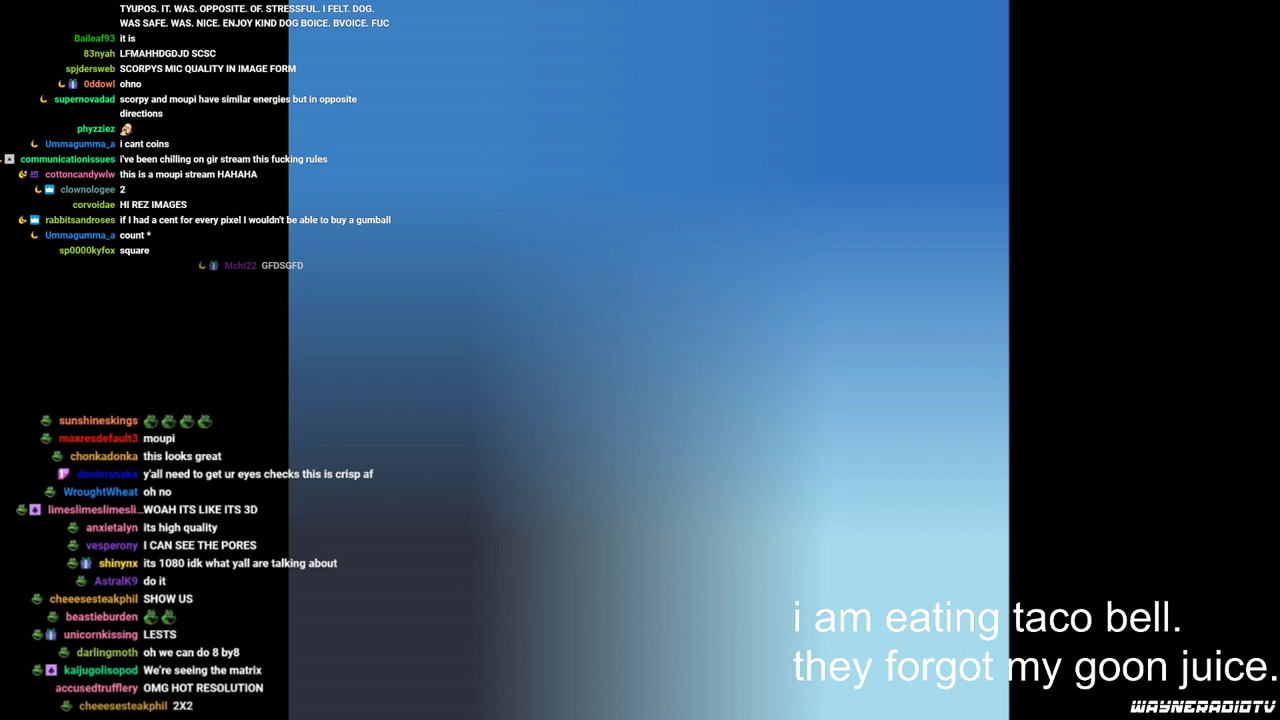 TYUPOS. IT. WAS. OPPOSITE. OF. STRESSFUL. I FELT. DOG.
WAS SAFE. WAS. NICE. ENJOY KIND DOG BOICE. BVOICE. FUC
Baileaf93 it is
83nyah LFMAHHDGDJD SCSC
spjdersweb SCORPYS MIC QUALITY IN IMAGE FORM
0ddowl ohno
supernovadad scorpy and moupi have similar energies but in opposite
directions
phyzziez
Ummagumma_a i cant coins
communicationissues i've been chilling on gir stream this fucking rules
cottoncandywlw this is a moupi stream HAHAHA
clownologee 2
corvoidae HI REZ IMAGES
rabbitsandroses if I had a cent for every pixel I wouldn't be able to buy a gumball
Ummagumma_a count *
sp0000kyfox square
Mchi22 GFDSGFD
sunshineskings
maxresdefault3 moupi
chonkadonka this looks great
denimsnake y'all need to get ur eyes checks this is crisp af
WroughtWheat oh no
limeslimeslimesli... WOAH ITS LIKE ITS 3D
anxietalyn its high quality
vesperony I CAN SEE THE PORES
shinynx its 1080 idk what yall are talking about
AstralK9 do it
cheeesesteakphil SHOW US
beastieburden
unicornkissing LESTS
darlingmoth oh we can do 8 by8
kaijugolisopod We're seeing the matrix
accusedtrufflery OMG HOT RESOLUTION
cheeesesteakphil 2X2
i am eating taco bell.
they forgot my goon juice.
WAYNERADIOTV